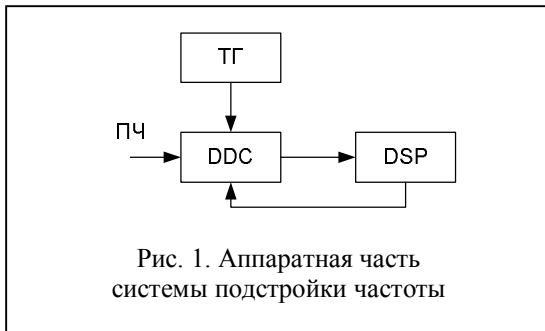 ТГ
ПЧ
DDC
DSP
Рис. 1. Аппаратная часть
системы подстройки частоты